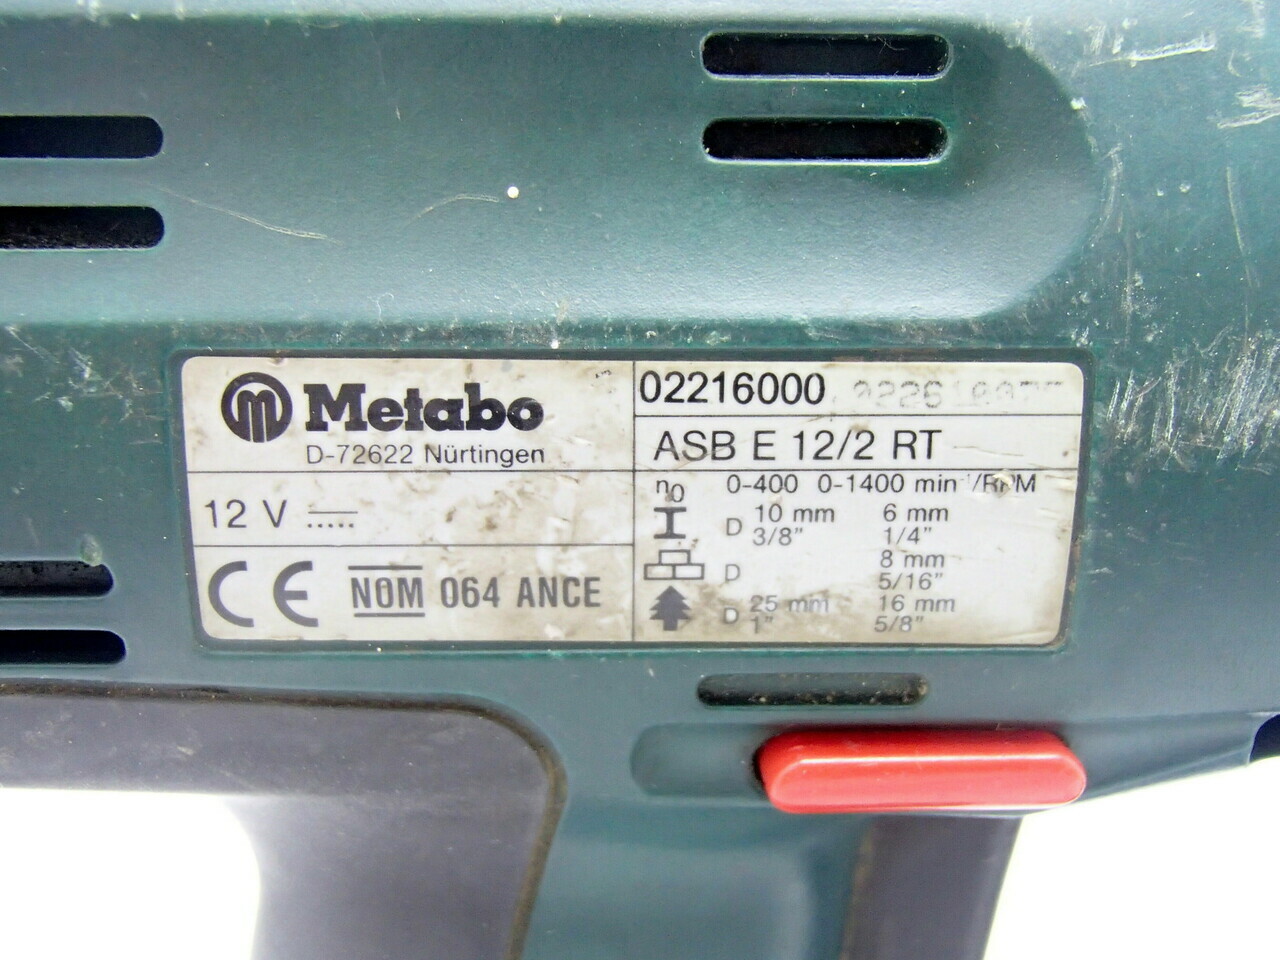 Metabo
D-72622 Nürtingen
12 V
CE NOM 064 ANCE
02216000
ASB E 12/2 RT
n0 0-400 0-1400 min /RPM
D 10 mm 6 mm
3/8" 1/4"
D 8 mm
5/16"
D 25 mm 16 mm
1" 5/8"